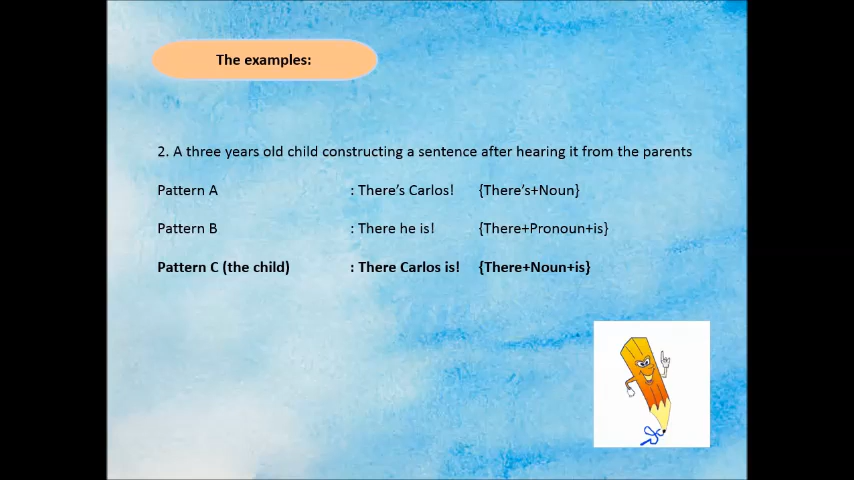 The examples:
2. A three years old child constructing a sentence after hearing it from the parents
Pattern A : There's Carlos! {There's+Noun}
Pattern B : There he is! {There+Pronoun+is}
Pattern C (the child) : There Carlos is! {There+Noun+is}